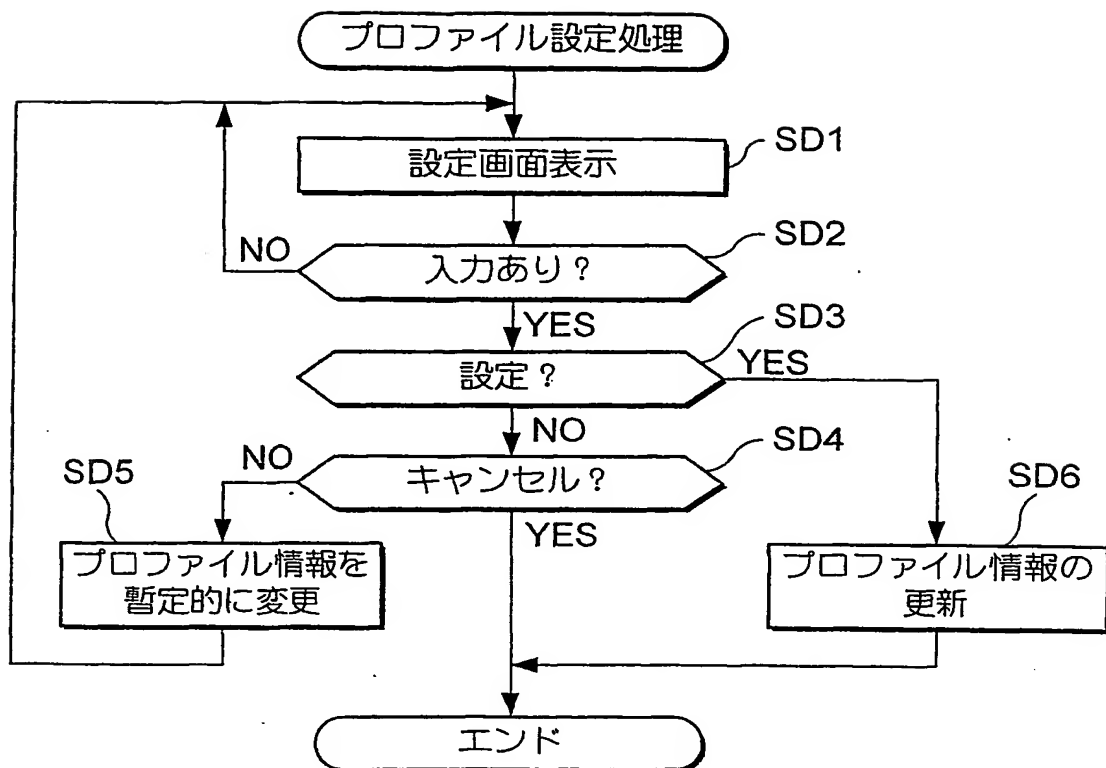 プロファイル設定処理
設定画面表示
SD1
NO
入力あり?
SD2
YES
設定?
SD3
YES
NO
NO
キャンセル?
SD4
YES
SD5
プロファイル情報を
暫定的に変更
SD6
プロファイル情報の
更新
エンド